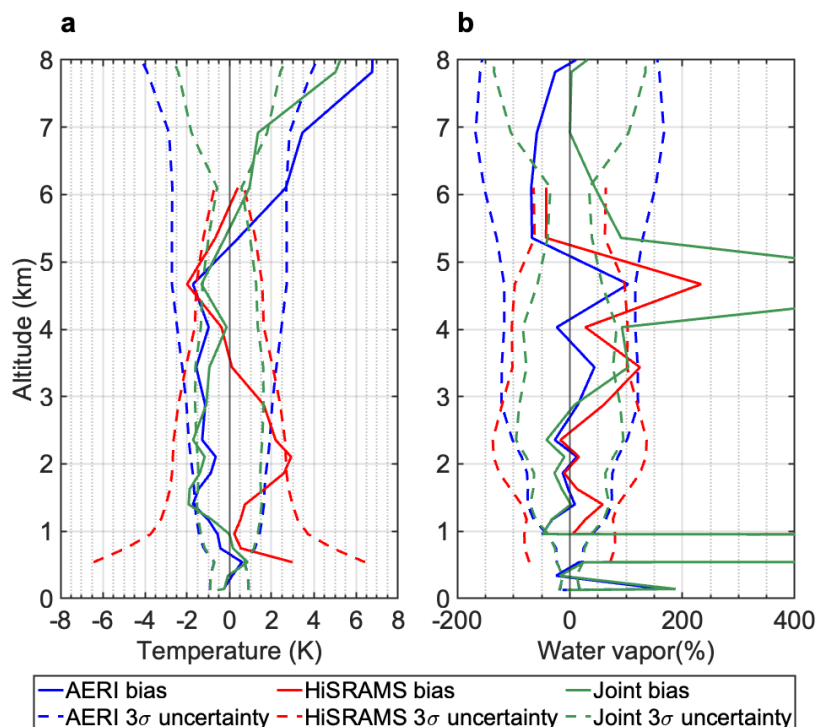 a
b
8
7
6
5
4
3
2
1
0
Altitude (km)
-8 -6 -4 -2 0 2 4 6 8
Temperature (K)
8
7
6
5
4
3
2
1
0
-200 0 200 400
Water vapor(%)
AERI bias HiSRAMS bias Joint bias
AERI 3σ uncertainty HiSRAMS 3σ uncertainty Joint 3σ uncertainty